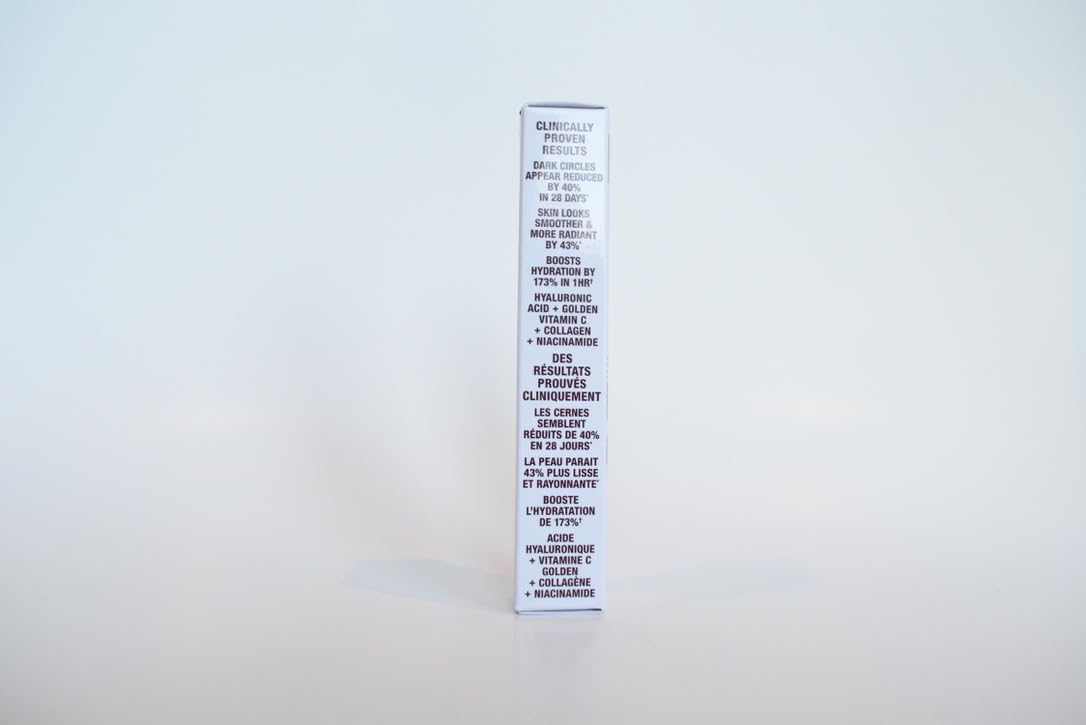 CLINICALLY
PROVEN
RESULTS
DARK CIRCLES
APPEAR REDUCED
BY 40%
IN 28 DAYS*
SKIN LOOKS
SMOOTHER &
MORE RADIANT
BY 43%*
BOOSTS
HYDRATION BY
173% IN 1HR†
HYALURONIC
ACID + GOLDEN
VITAMIN C
+ COLLAGEN
+ NIACINAMIDE
DES
RÉSULTATS
PROUVÉS
CLINIQUEMENT
LES CERNES
SEMBLENT
RÉDUITS DE 40%
EN 28 JOURS*
LA PEAU PARAIT
43% PLUS LISSE
ET RAYONNANTE*
BOOSTE
L'HYDRATATION
DE 173%†
ACIDE
HYALURONIQUE
+ VITAMINE C
GOLDEN
+ COLLAGÈNE
+ NIACINAMIDE